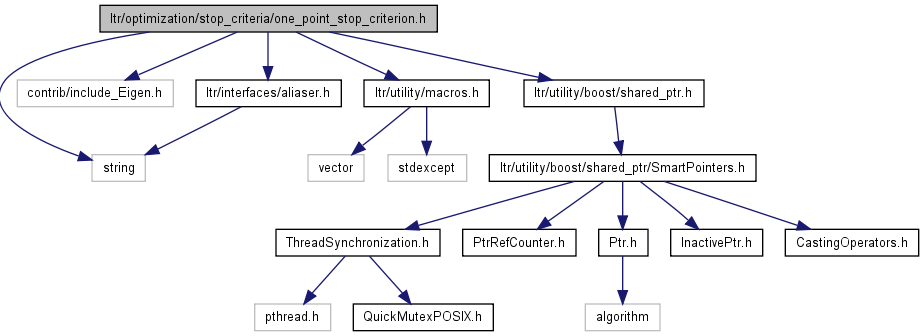 ltr/optimization/stop_criteria/one_point_stop_criterion.h
contrib/include_Eigen.h
ltr/interfaces/aliaser.h
ltr/utility/macros.h
ltr/utility/boost/shared_ptr.h
string
vector
stdexcept
ltr/utility/boost/shared_ptr/SmartPointers.h
ThreadSynchronization.h
PtrRefCounter.h
Ptr.h
InactivePtr.h
CastingOperators.h
pthread.h
QuickMutexPOSIX.h
algorithm